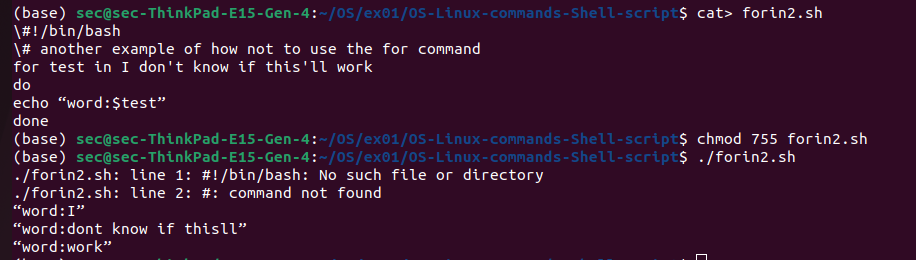 (base) sec@sec-ThinkPad-E15-Gen-4:~/OS/ex01/OS-Linux-commands-Shell-script$ cat> forin2.sh
\#!/bin/bash
\# another example of how not to use the for command
for test in I don't know if this'll work
do
echo “word:$test”
done
(base) sec@sec-ThinkPad-E15-Gen-4:~/OS/ex01/OS-Linux-commands-Shell-script$ chmod 755 forin2.sh
(base) sec@sec-ThinkPad-E15-Gen-4:~/OS/ex01/OS-Linux-commands-Shell-script$ ./forin2.sh
./forin2.sh: line 1: #!/bin/bash: No such file or directory
./forin2.sh: line 2: #: command not found
“word:I”
“word:dont know if thisll”
“word:work”